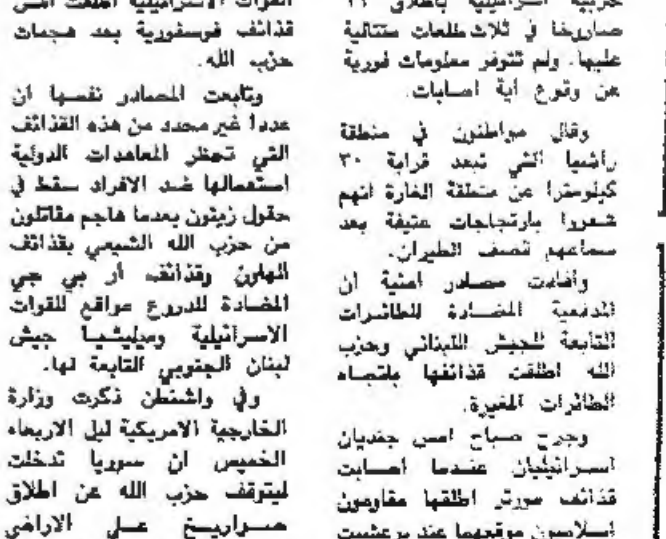 حربية اسرائيلية باطلاق
صاروخا في ثلاث طلعات متتالية
عليها. ولم تتوفر معلومات فورية
عن وقوع أية اصابات.
وقال مواطنون في منطقة
راشيا التي تبعد قرابة ٣٠
كيلومترا عن منطقة الغارة انهم
شعروا بارتجاجات عنيفة بعد
سماعهم قصف الطيران.
وافادت مصادر امنية ان
المدفعية المضادة للطائرات
التابعة للجيش اللبناني وحزب
الله اطلقت قذائفها باتجاه
الطائرات المغيرة.
وجرح صباح امس جنديان
اسرائيليان عندما اصابت
قذائف مورتر اطلقها مقاومون
اسلاميون موقعهما عند برعشيت
القوات الاسرائيلية اطلقت امس
قذائف فوسفورية بعد هجمات
حزب الله.
وتابعت المصادر نفسها ان
عددا غير محدد من هذه القذائف
التي تحظر المعاهدات الدولية
استعمالها ضد الافراد سقط في
حقول زيتون بعدما هاجم مقاتلون
من حزب الله الشيعي بقذائف
الهاون وقذائف ار بي جي
المضادة للدروع مواقع للقوات
الاسرائيلية وميليشيا جيش
لبنان الجنوبي التابعة لها.
وفي واشنطن ذكرت وزارة
الخارجية الامريكية ليل الاربعاء
الخميس ان سوريا تدخلت
ليتوقف حزب الله عن اطلاق
صواريخ على الاراضي